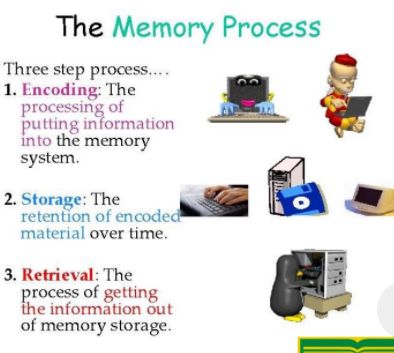 The Memory Process
Three step process….
1. Encoding: The
processing of
putting information
into the memory
system.
2. Storage: The
retention of encoded
material over time.
3. Retrieval: The
process of getting
the information out
of memory storage.